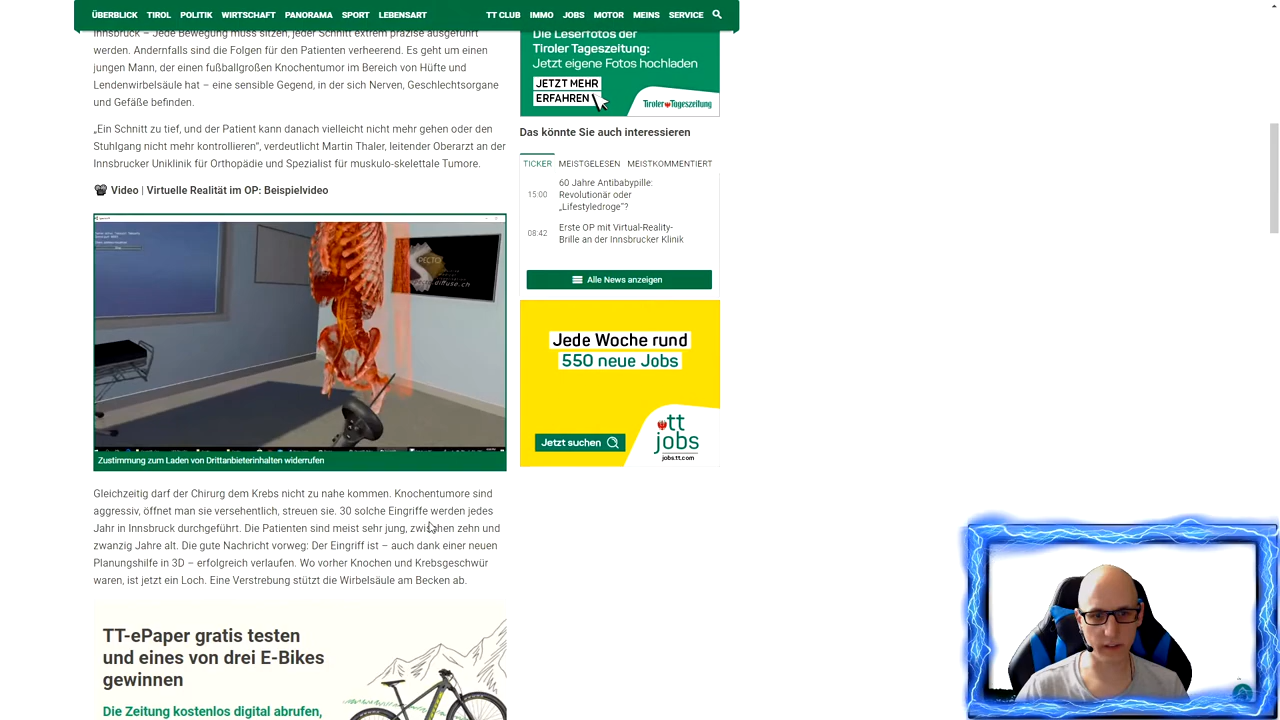 ÜBERBLICK TIROL POLITIK WIRTSCHAFT PANORAMA SPORT LEBENSART TT CLUB IMMO JOBS MOTOR MEINS SERVICE
Innsbruck – Jede Bewegung muss sitzen, jeder Schnitt extrem präzise ausgeführt
werden. Andernfalls sind die Folgen für den Patienten verheerend. Es geht um einen
jungen Mann, der einen fußballgroßen Knochentumor im Bereich von Hüfte und
Lendenwirbelsäule hat – eine sensible Gegend, in der sich Nerven, Geschlechtsorgane
und Gefäße befinden.
„Ein Schnitt zu tief, und der Patient kann danach vielleicht nicht mehr gehen oder den
Stuhlgang nicht mehr kontrollieren“, verdeutlicht Martin Thaler, leitender Oberarzt an der
Innsbrucker Uniklinik für Orthopädie und Spezialist für muskulo-skelettale Tumore.
Video | Virtuelle Realität im OP: Beispielvideo
SPECTO
diffuse.ch
Zustimmung zum Laden von Drittanbieterinhalten widerrufen
Gleichzeitig darf der Chirurg dem Krebs nicht zu nahe kommen. Knochentumore sind
aggressiv, öffnet man sie versehentlich, streuen sie. 30 solche Eingriffe werden jedes
Jahr in Innsbruck durchgeführt. Die Patienten sind meist sehr jung, zwischen zehn und
zwanzig Jahre alt. Die gute Nachricht vorweg: Der Eingriff ist – auch dank einer neuen
Planungshilfe in 3D – erfolgreich verlaufen. Wo vorher Knochen und Krebsgeschwür
waren, ist jetzt ein Loch. Eine Verstrebung stützt die Wirbelsäule am Becken ab.
TT-ePaper gratis testen
und eines von drei E-Bikes
gewinnen
Die Zeitung kostenlos digital abrufen,
Die Leserfotos der
Tiroler Tageszeitung:
Jetzt eigene Fotos hochladen
JETZT MEHR
ERFAHREN
Tiroler Tageszeitung
Das könnte Sie auch interessieren
TICKER MEISTGELESEN MEISTKOMMENTIERT
15:00 60 Jahre Antibabypille:
Revolutionär oder
„Lifestyledroge“?
08:42 Erste OP mit Virtual-Reality-
Brille an der Innsbrucker Klinik
Alle News anzeigen
Jede Woche rund
550 neue Jobs
Jetzt suchen
tt
jobs
jobs.tt.com